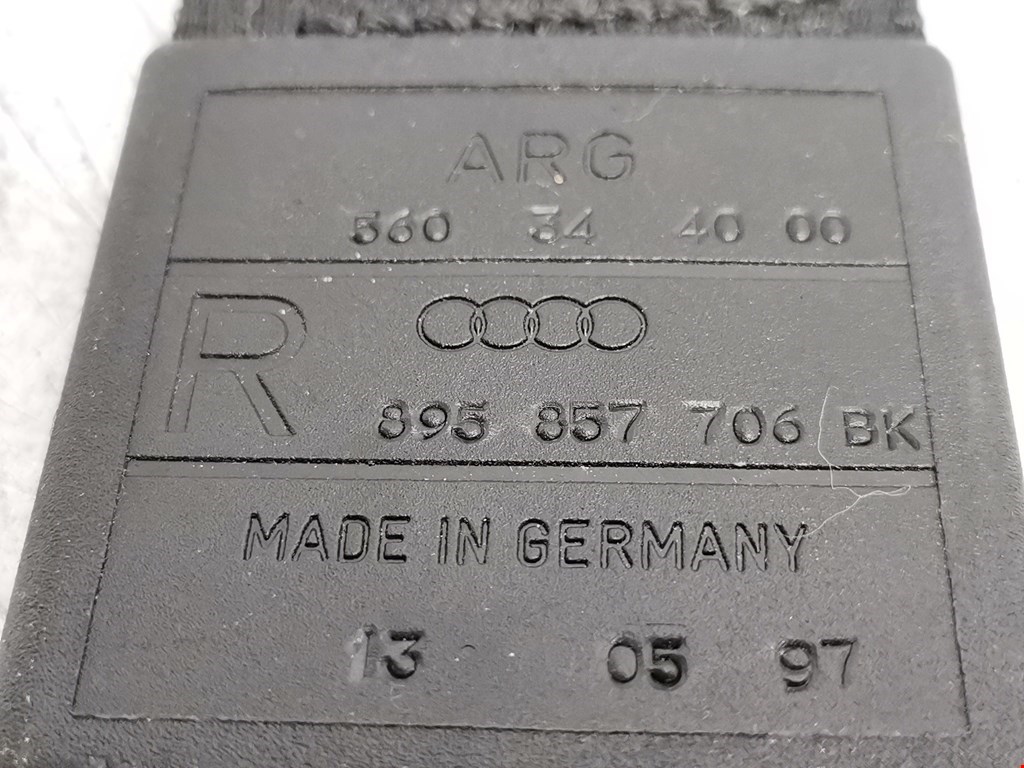 ARG
560 34 40 00
R
895 857 706 BK
MADE IN GERMANY
13 05 97